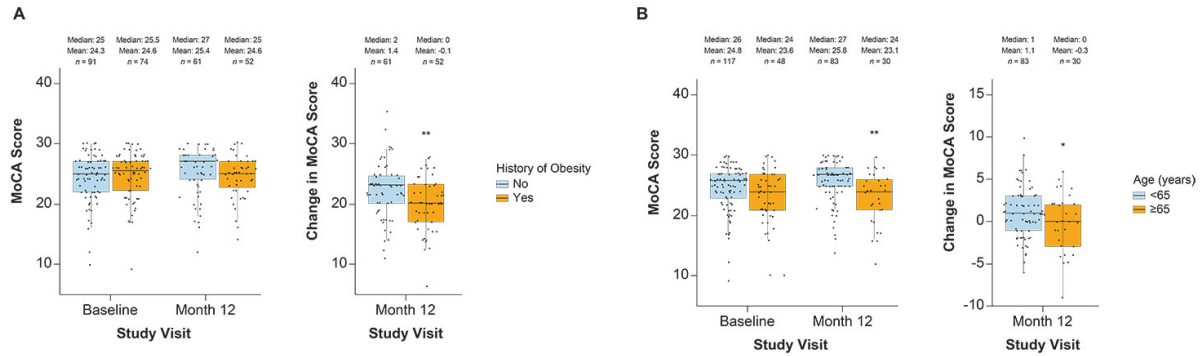 A
Median: 25 Median: 25.5 Median: 27 Median: 25
Mean: 24.3 Mean: 24.6 Mean: 25.4 Mean: 24.6
n = 91 n = 74 n = 61 n = 52
MoCA Score
40
30
20
10
Baseline Month 12
Study Visit
Median: 2 Median: 0
Mean: 1.4 Mean: -0.1
n = 61 n = 52
Change in MoCA Score
40
30
20
10
**
Month 12
Study Visit
History of Obesity
No
Yes
B
Median: 26 Median: 24 Median: 27 Median: 24
Mean: 24.8 Mean: 23.6 Mean: 25.8 Mean: 23.1
n = 117 n = 48 n = 83 n = 30
MoCA Score
40
30
20
10
**
Baseline Month 12
Study Visit
Median: 1 Median: 0
Mean: 1.1 Mean: -0.3
n = 83 n = 30
Change in MoCA Score
15
10
5
0
-5
-10
*
Month 12
Study Visit
Age (years)
<65
≥65